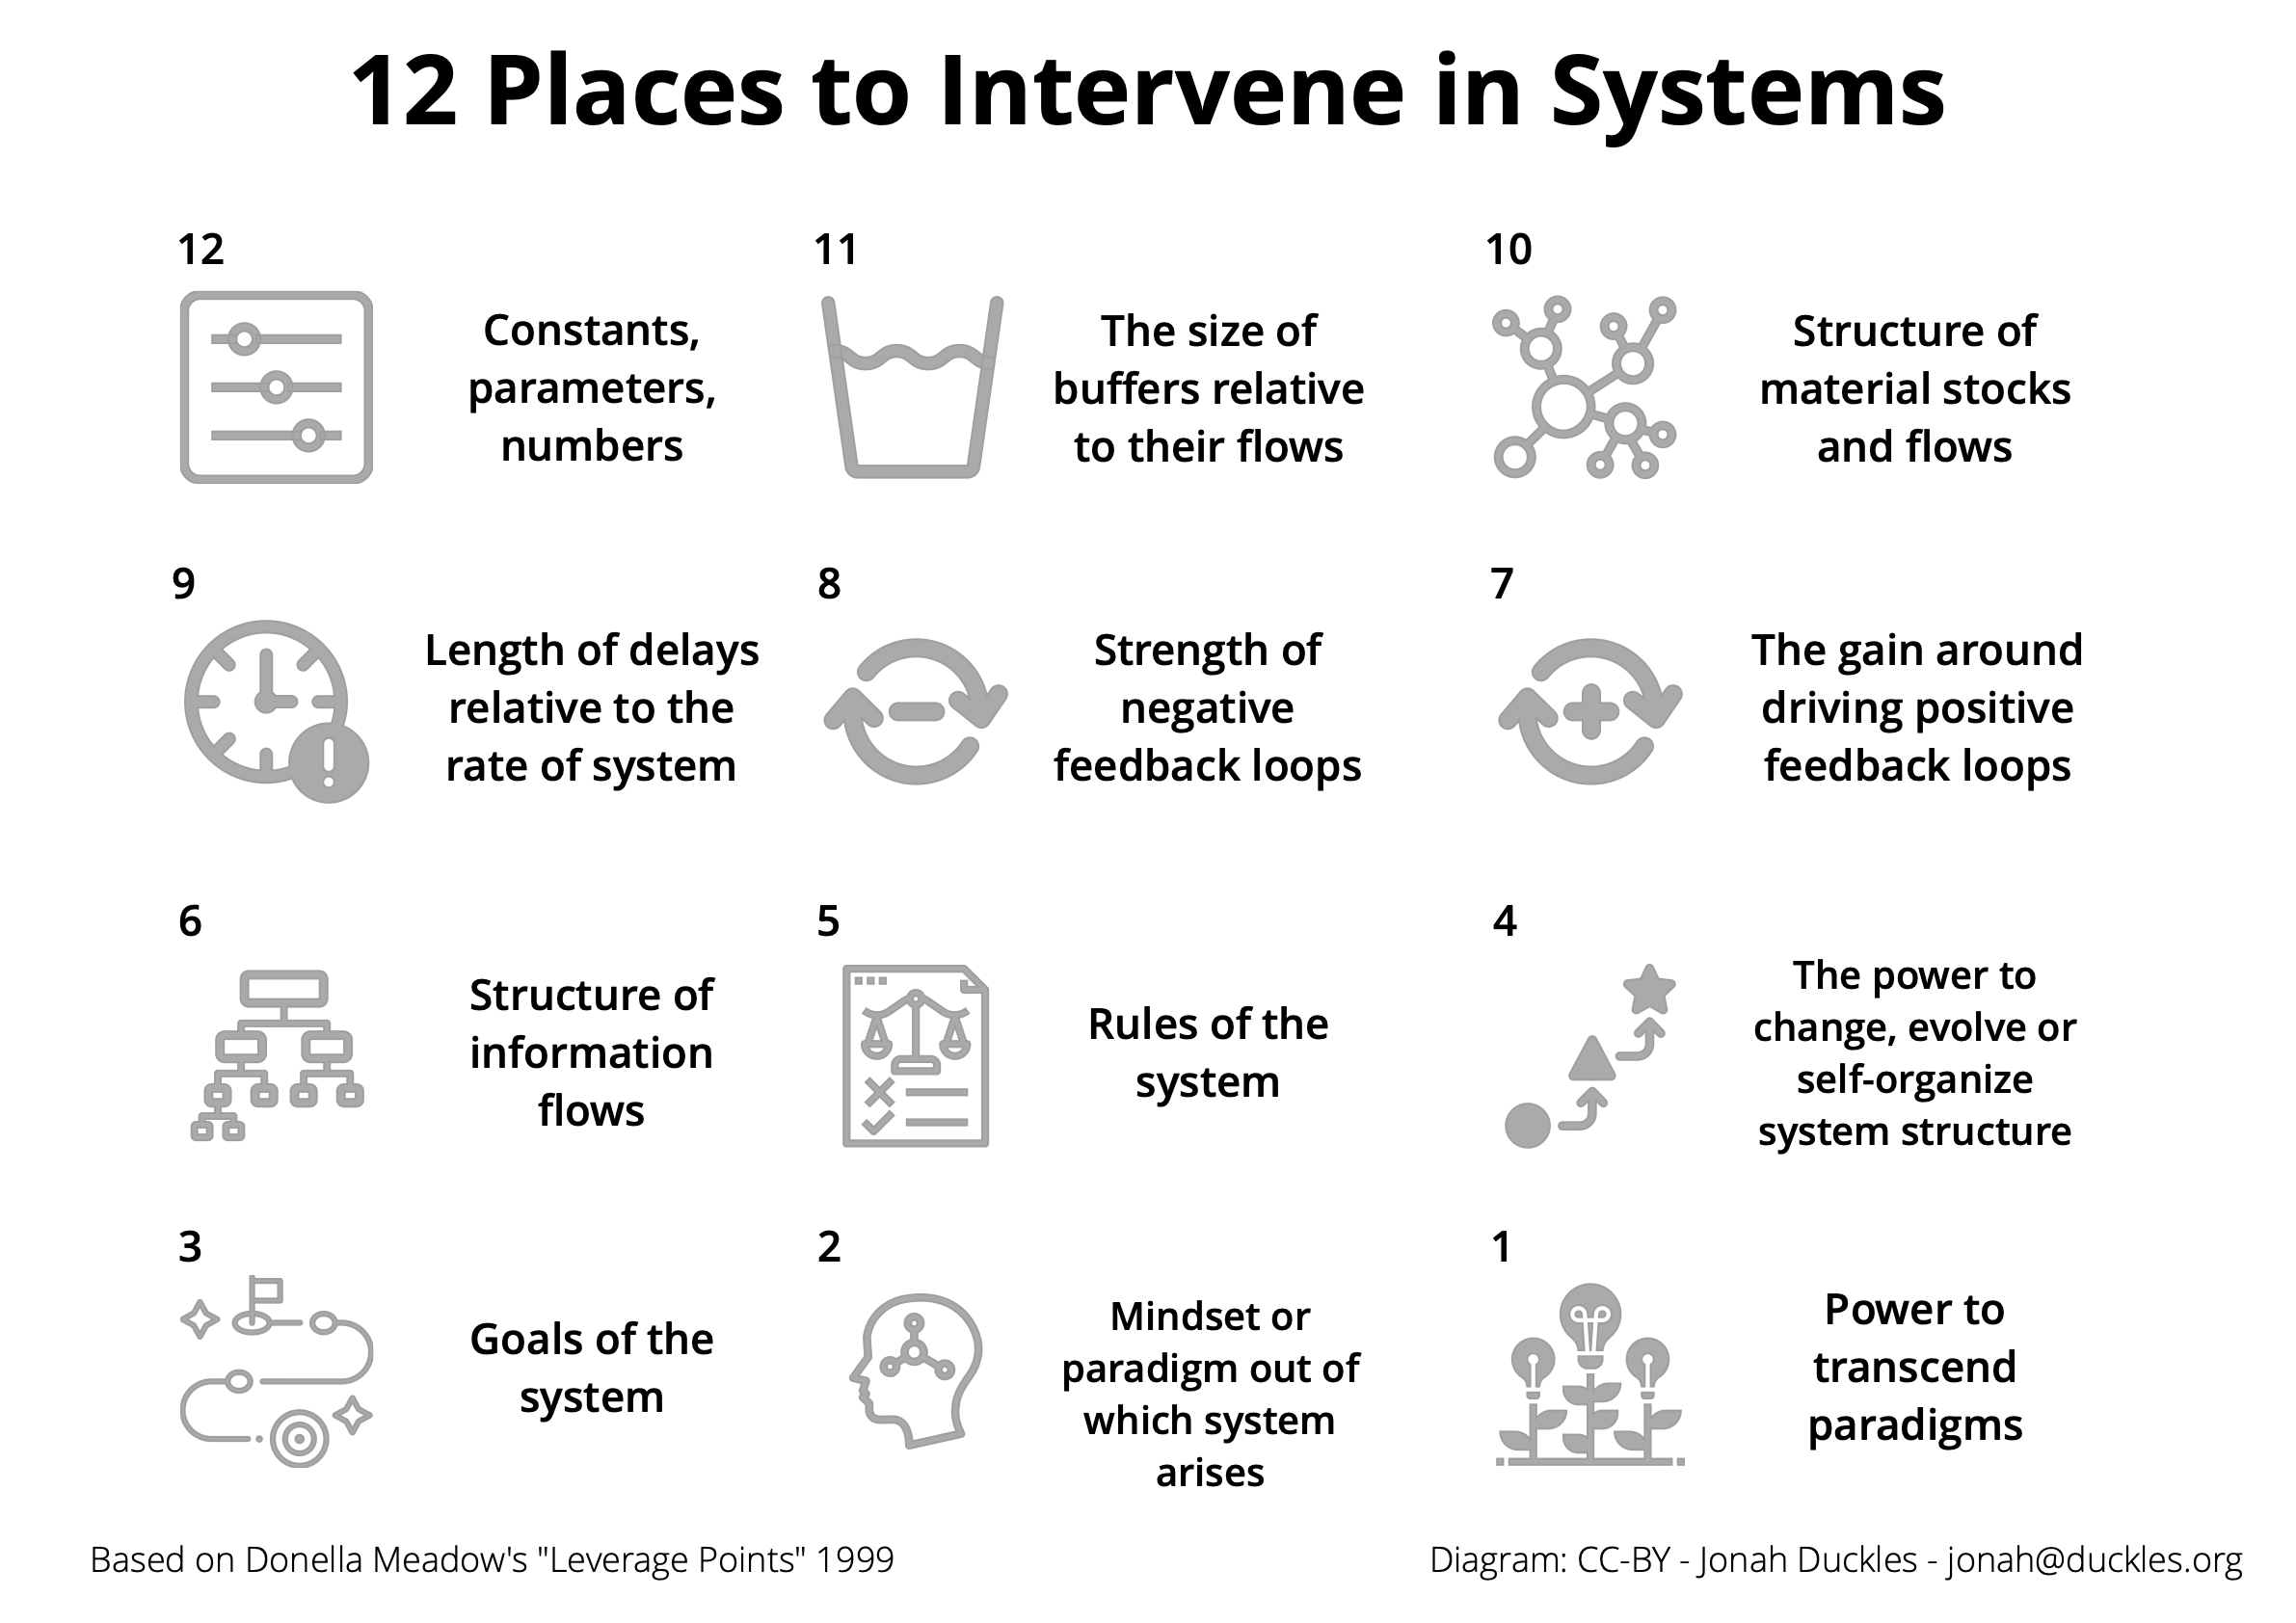 12 Places to Intervene in Systems
12
Constants,
parameters,
numbers
11
The size of
buffers relative
to their flows
10
Structure of
material stocks
and flows
9
Length of delays
relative to the
rate of system
8
Strength of
negative
feedback loops
7
The gain around
driving positive
feedback loops
6
Structure of
information
flows
5
Rules of the
system
4
The power to
change, evolve or
self-organize
system structure
3
Goals of the
system
2
Mindset or
paradigm out of
which system
arises
1
Power to
transcend
paradigms
Based on Donella Meadow's "Leverage Points" 1999
Diagram: CC-BY - Jonah Duckles - jonah@duckles.org